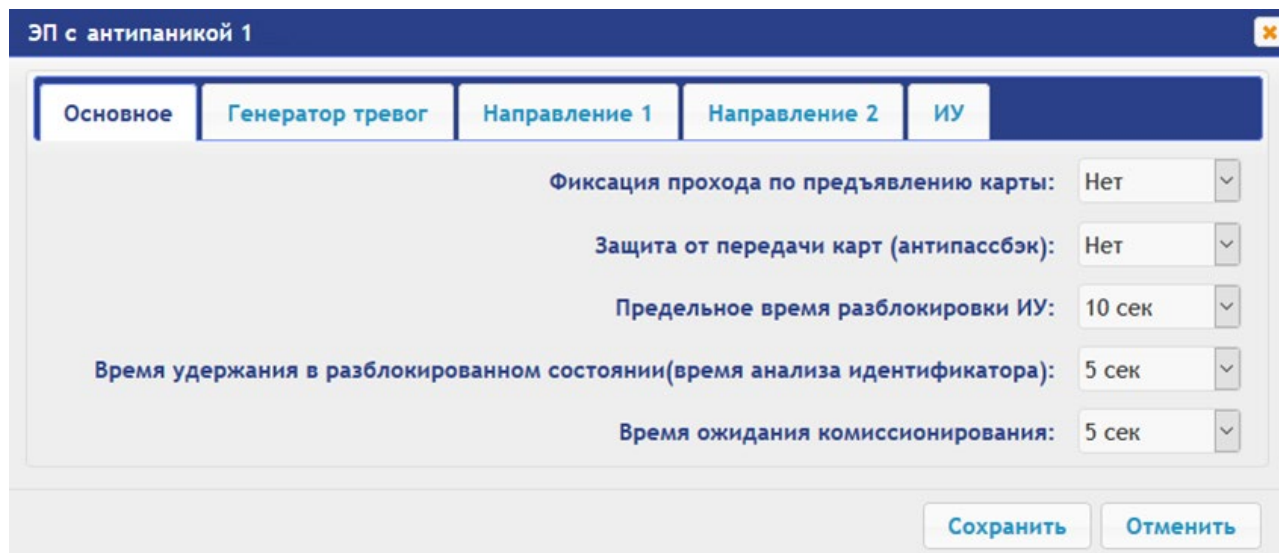 ЭП с антипаникой 1
Основное Генератор тревог Направление 1 Направление 2 ИУ
Фиксация прохода по предъявлению карты: Нет
Защита от передачи карт (антипассбэк): Нет
Предельное время разблокировки ИУ: 10 сек
Время удержания в разблокированном состоянии(время анализа идентификатора): 5 сек
Время ожидания комиссионирования: 5 сек
Сохранить Отменить